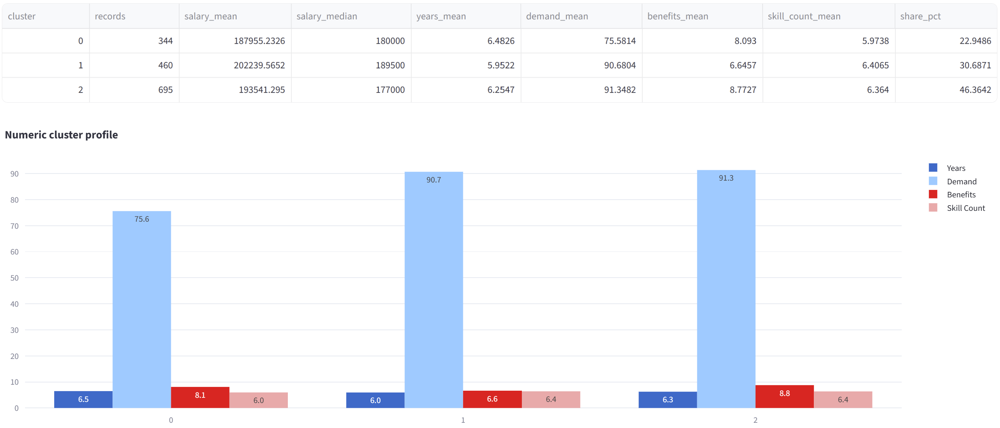 cluster records salary_mean salary_median years_mean demand_mean benefits_mean skill_count_mean share_pct
0 344 187955.2326 180000 6.4826 75.5814 8.093 5.9738 22.9486
1 460 202239.5652 189500 5.9522 90.6804 6.6457 6.4065 30.6871
2 695 193541.295 177000 6.2547 91.3482 8.7727 6.364 46.3642
Numeric cluster profile
Years
Demand
Benefits
Skill Count
90
80
70
60
50
40
30
20
10
0
6.5 75.6 8.1 6.0
6.0 90.7 6.6 6.4
6.3 91.3 8.8 6.4
0 1 2